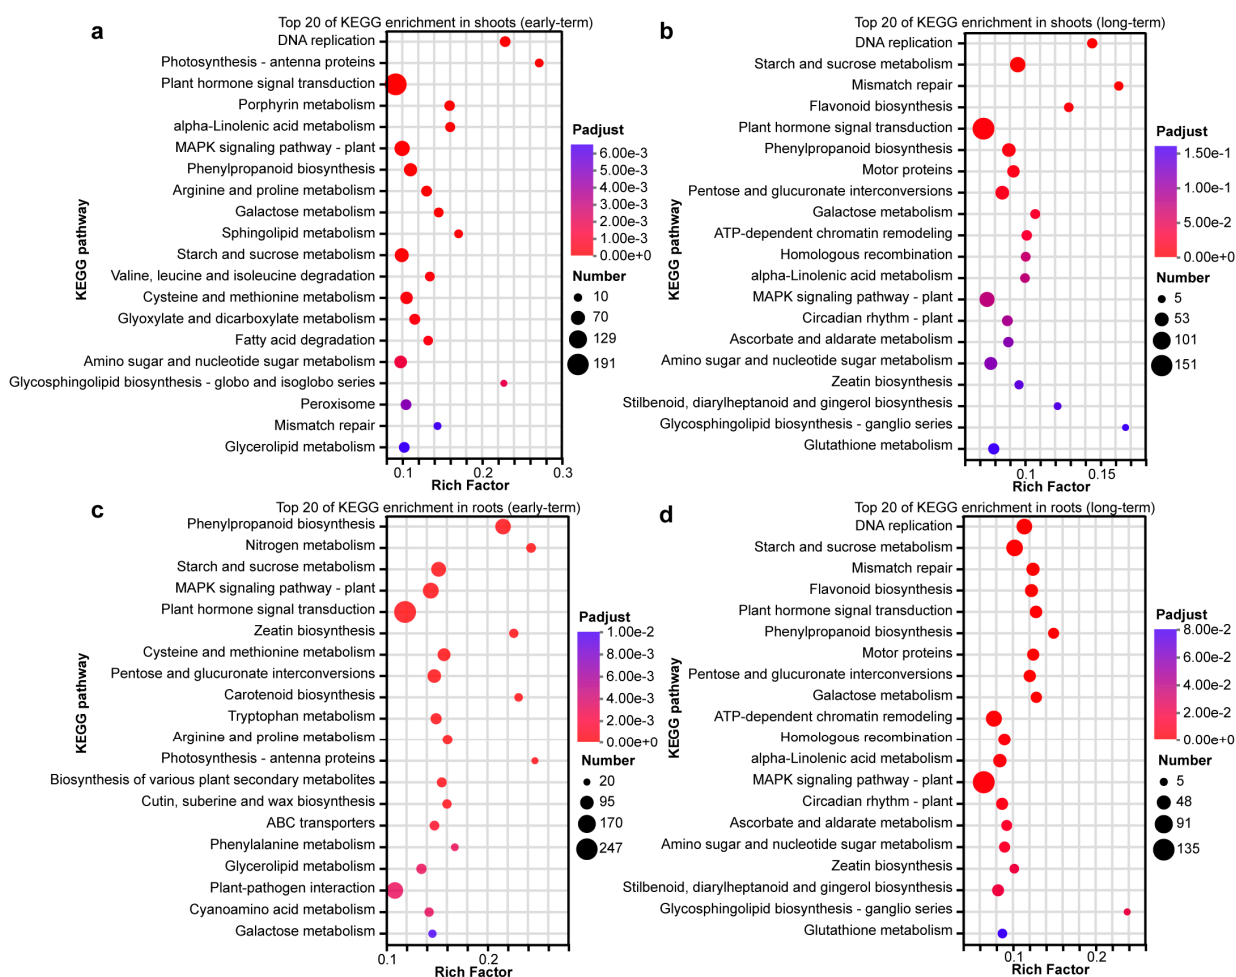 a
Top 20 of KEGG enrichment in shoots (early-term)
KEGG pathway
DNA replication
Photosynthesis - antenna proteins
Plant hormone signal transduction
Porphyrin metabolism
alpha-Linolenic acid metabolism
MAPK signaling pathway - plant
Phenylpropanoid biosynthesis
Arginine and proline metabolism
Galactose metabolism
Sphingolipid metabolism
Starch and sucrose metabolism
Valine, leucine and isoleucine degradation
Cysteine and methionine metabolism
Glyoxylate and dicarboxylate metabolism
Fatty acid degradation
Amino sugar and nucleotide sugar metabolism
Glycosphingolipid biosynthesis - globo and isoglobo series
Peroxisome
Mismatch repair
Glycerolipid metabolism
0.1 0.2 0.3
Rich Factor
Padjust
6.00e-3
5.00e-3
4.00e-3
3.00e-3
2.00e-3
1.00e-3
0.00e+0
Number
10
70
129
191
b
Top 20 of KEGG enrichment in shoots (long-term)
KEGG pathway
DNA replication
Starch and sucrose metabolism
Mismatch repair
Flavonoid biosynthesis
Plant hormone signal transduction
Phenylpropanoid biosynthesis
Motor proteins
Pentose and glucuronate interconversions
Galactose metabolism
ATP-dependent chromatin remodeling
Homologous recombination
alpha-Linolenic acid metabolism
MAPK signaling pathway - plant
Circadian rhythm - plant
Ascorbate and aldarate metabolism
Amino sugar and nucleotide sugar metabolism
Zeatin biosynthesis
Stilbenoid, diarylheptanoid and gingerol biosynthesis
Glycosphingolipid biosynthesis - ganglio series
Glutathione metabolism
0.1 0.15
Rich Factor
Padjust
1.50e-1
1.00e-1
5.00e-2
0.00e+0
Number
5
53
101
151
c
Top 20 of KEGG enrichment in roots (early-term)
KEGG pathway
Phenylpropanoid biosynthesis
Nitrogen metabolism
Starch and sucrose metabolism
MAPK signaling pathway - plant
Plant hormone signal transduction
Zeatin biosynthesis
Cysteine and methionine metabolism
Pentose and glucuronate interconversions
Carotenoid biosynthesis
Tryptophan metabolism
Arginine and proline metabolism
Photosynthesis - antenna proteins
Biosynthesis of various plant secondary metabolites
Cutin, suberine and wax biosynthesis
ABC transporters
Phenylalanine metabolism
Glycerolipid metabolism
Plant-pathogen interaction
Cyanoamino acid metabolism
Galactose metabolism
0.1 0.2
Rich Factor
Padjust
1.00e-2
8.00e-3
6.00e-3
4.00e-3
2.00e-3
0.00e+0
Number
20
95
170
247
d
Top 20 of KEGG enrichment in roots (long-term)
KEGG pathway
DNA replication
Starch and sucrose metabolism
Mismatch repair
Flavonoid biosynthesis
Plant hormone signal transduction
Phenylpropanoid biosynthesis
Motor proteins
Pentose and glucuronate interconversions
Galactose metabolism
ATP-dependent chromatin remodeling
Homologous recombination
alpha-Linolenic acid metabolism
MAPK signaling pathway - plant
Circadian rhythm - plant
Ascorbate and aldarate metabolism
Amino sugar and nucleotide sugar metabolism
Zeatin biosynthesis
Stilbenoid, diarylheptanoid and gingerol biosynthesis
Glycosphingolipid biosynthesis - ganglio series
Glutathione metabolism
0.1 0.2
Rich Factor
Padjust
8.00e-2
6.00e-2
4.00e-2
2.00e-2
0.00e+0
Number
5
48
91
135